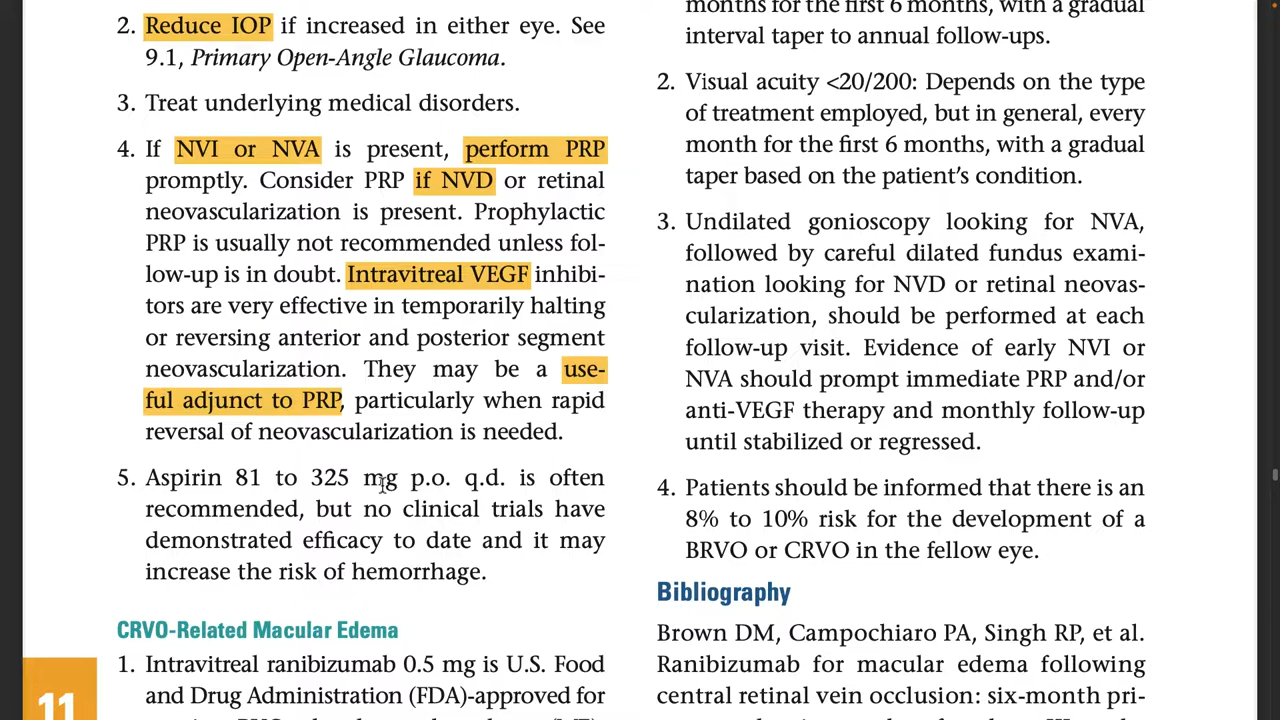 2. Reduce IOP if increased in either eye. See
9.1, Primary Open-Angle Glaucoma.
3. Treat underlying medical disorders.
4. If NVI or NVA is present, perform PRP
promptly. Consider PRP if NVD or retinal
neovascularization is present. Prophylactic
PRP is usually not recommended unless fol-
low-up is in doubt. Intravitreal VEGF inhibi-
tors are very effective in temporarily halting
or reversing anterior and posterior segment
neovascularization. They may be a use-
ful adjunct to PRP, particularly when rapid
reversal of neovascularization is needed.
5. Aspirin 81 to 325 mg p.o. q.d. is often
recommended, but no clinical trials have
demonstrated efficacy to date and it may
increase the risk of hemorrhage.
CRVO-Related Macular Edema
1. Intravitreal ranibizumab 0.5 mg is U.S. Food
and Drug Administration (FDA)-approved for
11
months for the first 6 months, with a gradual
interval taper to annual follow-ups.
2. Visual acuity <20/200: Depends on the type
of treatment employed, but in general, every
month for the first 6 months, with a gradual
taper based on the patient's condition.
3. Undilated gonioscopy looking for NVA,
followed by careful dilated fundus exami-
nation looking for NVD or retinal neovas-
cularization, should be performed at each
follow-up visit. Evidence of early NVI or
NVA should prompt immediate PRP and/or
anti-VEGF therapy and monthly follow-up
until stabilized or regressed.
4. Patients should be informed that there is an
8% to 10% risk for the development of a
BRVO or CRVO in the fellow eye.
Bibliography
Brown DM, Campochiaro PA, Singh RP, et al.
Ranibizumab for macular edema following
central retinal vein occlusion: six-month pri-